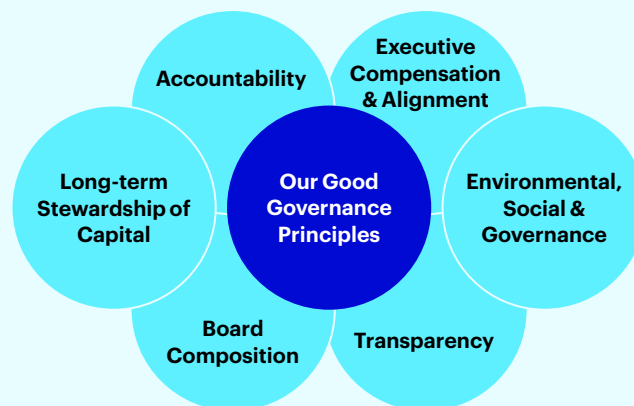 Accountability
Executive
Compensation
& Alignment
Long-term
Stewardship of
Capital
Our Good
Governance
Principles
Environmental,
Social &
Governance
Board
Composition
Transparency